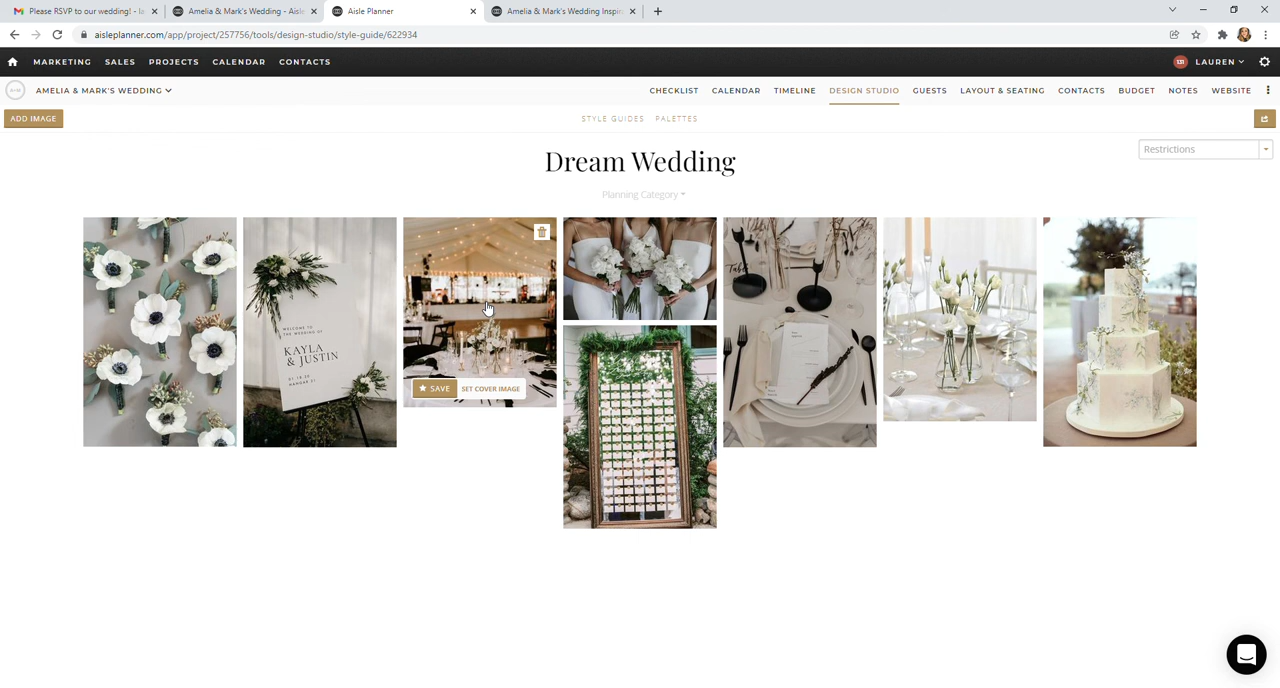 Please RSVP to our wedding! - la
Amelia & Mark's Wedding - Aisle
Aisle Planner
Amelia & Mark's Wedding Inspir
aisleplanner.com/app/project/257756/tools/design-studio/style-guide/622934
MARKETING SALES PROJECTS CALENDAR CONTACTS
LAUREN
AMELIA & MARK'S WEDDING
CHECKLIST CALENDAR TIMELINE DESIGN STUDIO GUESTS LAYOUT & SEATING CONTACTS BUDGET NOTES WEBSITE
ADD IMAGE
STYLE GUIDES PALETTES
Restrictions
Dream Wedding
Planning Category
WELCOME TO
THE WEDDING OF
KAYLA
& JUSTIN
SAVE SET COVER IMAGE